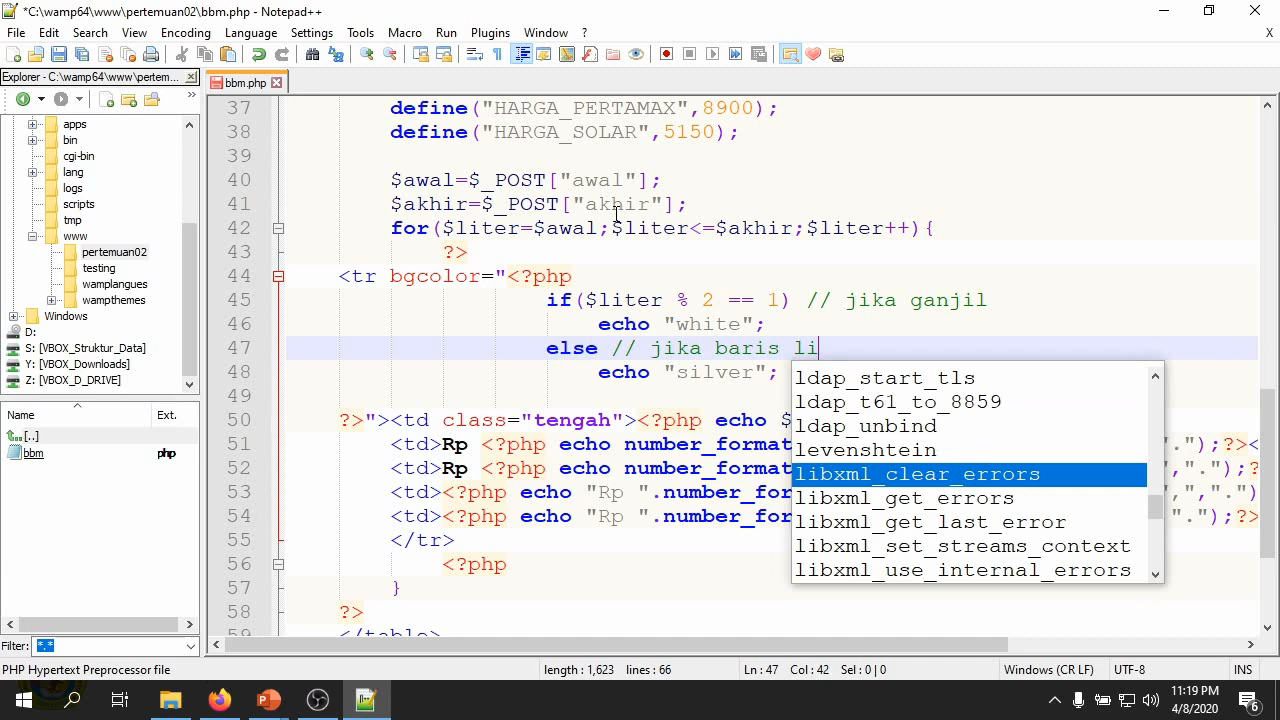 *C:\wamp64\www\pertemuan02\bbm.php - Notepad++
File Edit Search View Encoding Language Settings Tools Macro Run Plugins Window ? X
Explorer - C:\wamp64\www\pertem...
bbm.php
apps
bin
cgi-bin
lang
logs
scripts
tmp
www
pertemuan02
testing
wamplangues
wampthemes
Windows
D:
S: [VBOX_Struktur_Data]
Y: [VBOX_Downloads]
Z: [VBOX_D_DRIVE]
Name Ext.
[..]
bbm php
Filter: *.*
37 define("HARGA_PERTAMAX",8900);
38 define("HARGA_SOLAR",5150);
39
40 $awal=$_POST["awal"];
41 $akhir=$_POST["akhir"];
42 for($liter=$awal;$liter<=$akhir;$liter++){
43 ?>
44 <tr bgcolor="<?php
45 if($liter % 2 == 1) // jika ganjil
46 echo "white";
47 else // jika baris li
48 echo "silver";
49
50 ?>"><td class="tengah"><?php echo $
51 <td>Rp <?php echo number_format ".");?><
52 <td>Rp <?php echo number_format ",".");?
53 <td><?php echo "Rp ".number_for ",",".")
54 <td><?php echo "Rp ".number_for ".");?>
55 </tr>
56 <?php
57 }
58 ?>
59 </table>
ldap_start_tls
ldap_t61_to_8859
ldap_unbind
levenshtein
libxml_clear_errors
libxml_get_errors
libxml_get_last_error
libxml_set_streams_context
libxml_use_internal_errors
PHP Hypertext Preprocessor file length : 1,623 lines : 66 Ln : 47 Col : 42 Sel : 0 | 0 Windows (CR LF) UTF-8 INS
11:19 PM
4/8/2020
6